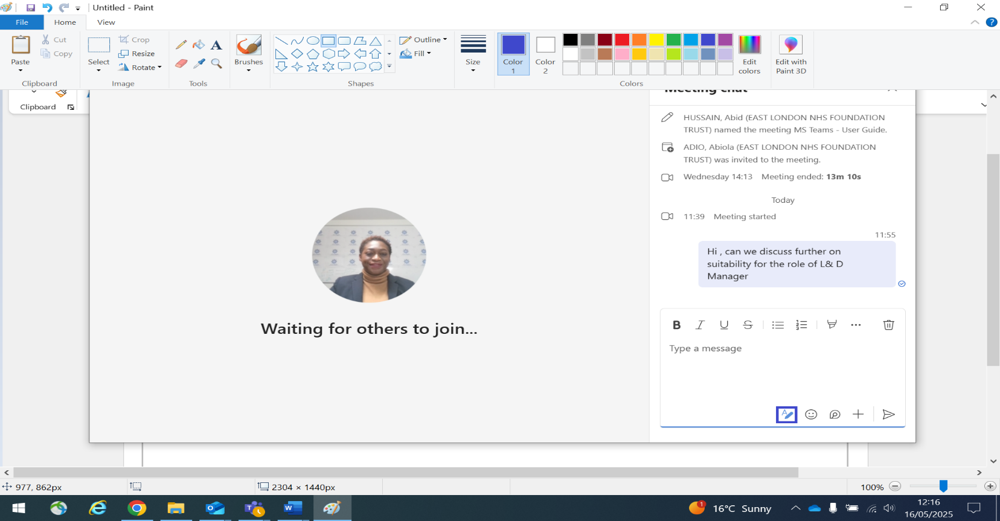 Untitled - Paint
File Home View
Paste
Cut
Copy
Clipboard
Select
Crop
Resize
Rotate
Image
A
Tools
Brushes
Shapes
Outline
Fill
Size
Color 1
Color 2
Edit colors
Edit with Paint 3D
Colors
Clipboard
Meeting chat
HUSSAIN, Abid (EAST LONDON NHS FOUNDATION
TRUST) named the meeting MS Teams - User Guide.
ADIO, Abiola (EAST LONDON NHS FOUNDATION
TRUST) was invited to the meeting.
Wednesday 14:13 Meeting ended: 13m 10s
Today
11:39 Meeting started
11:55
Hi , can we discuss further on
suitability for the role of L& D
Manager
Waiting for others to join...
B I U S
Type a message
977, 862px
2304 × 1440px
100%
16°C Sunny
12:16
16/05/2025